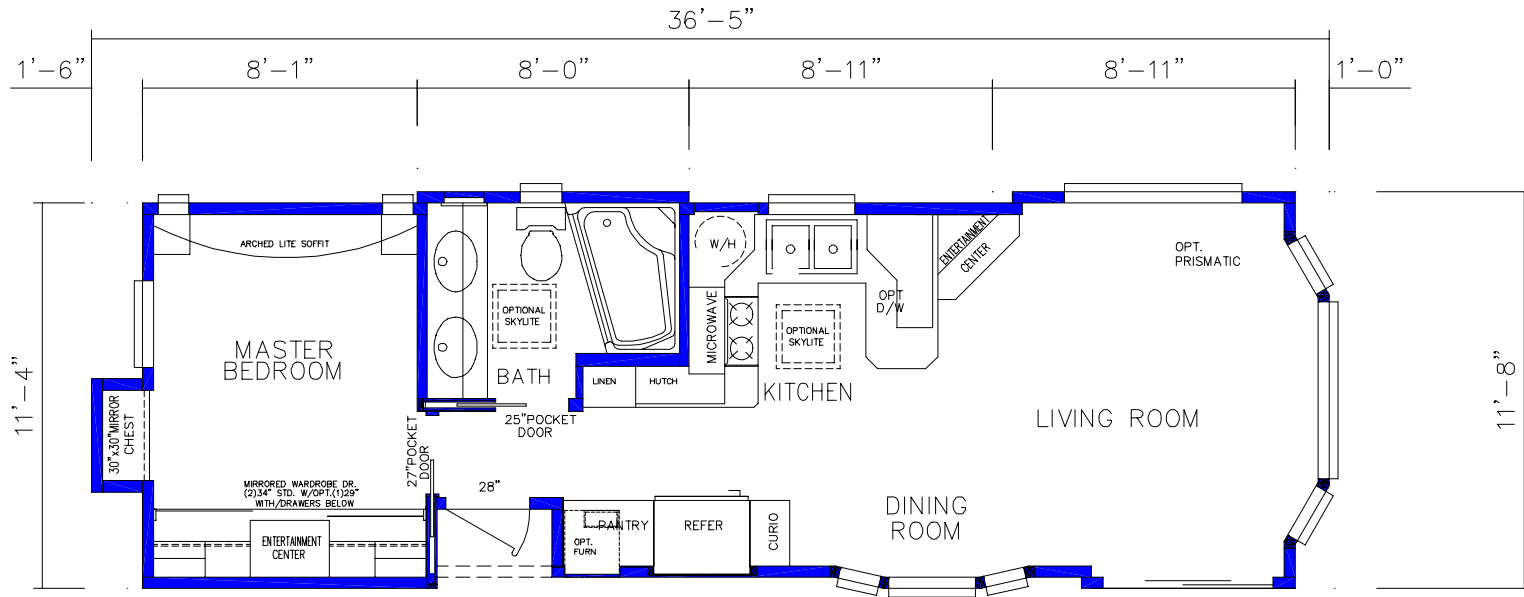 36'-5"
1'-6"
8'-1"
8'-0"
8'-11"
8'-11"
1'-0"
ARCHED LITE SOFFIT
W/H
ENTERTAINMENT
CENTER
OPT.
PRISMATIC
OPTIONAL
SKYLITE
MICROWAVE
OPT
D/W
OPTIONAL
SKYLITE
MASTER
BEDROOM
BATH
LINEN
HUTCH
KITCHEN
11'-4"
11'-8"
30"x30"MIRROR
CHEST
25"POCKET
DOOR
27"POCKET
DOOR
LIVING ROOM
MIRRORED WARDROBE DR.
(2)34" STD. W/OPT.(1)29"
WITH/DRAWERS BELOW
28"
DINING
ROOM
PANTRY
REFER
CURIO
OPT.
FURN
ENTERTAINMENT
CENTER